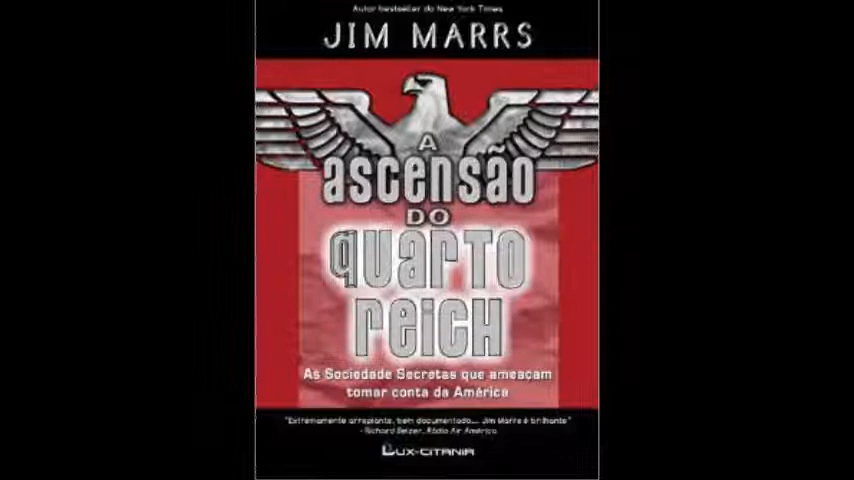 Autor bestseller do New York Times
JIM MARRS
A
ascensão
DO
quarto
reich
As Sociedade Secretas que ameaçam
tomar conta da América
"Extremamente arrepiante, bem documentado... Jim Marrs é brilhante"
- Richard Belzer, Rádio Air América
LUX-CITANIA